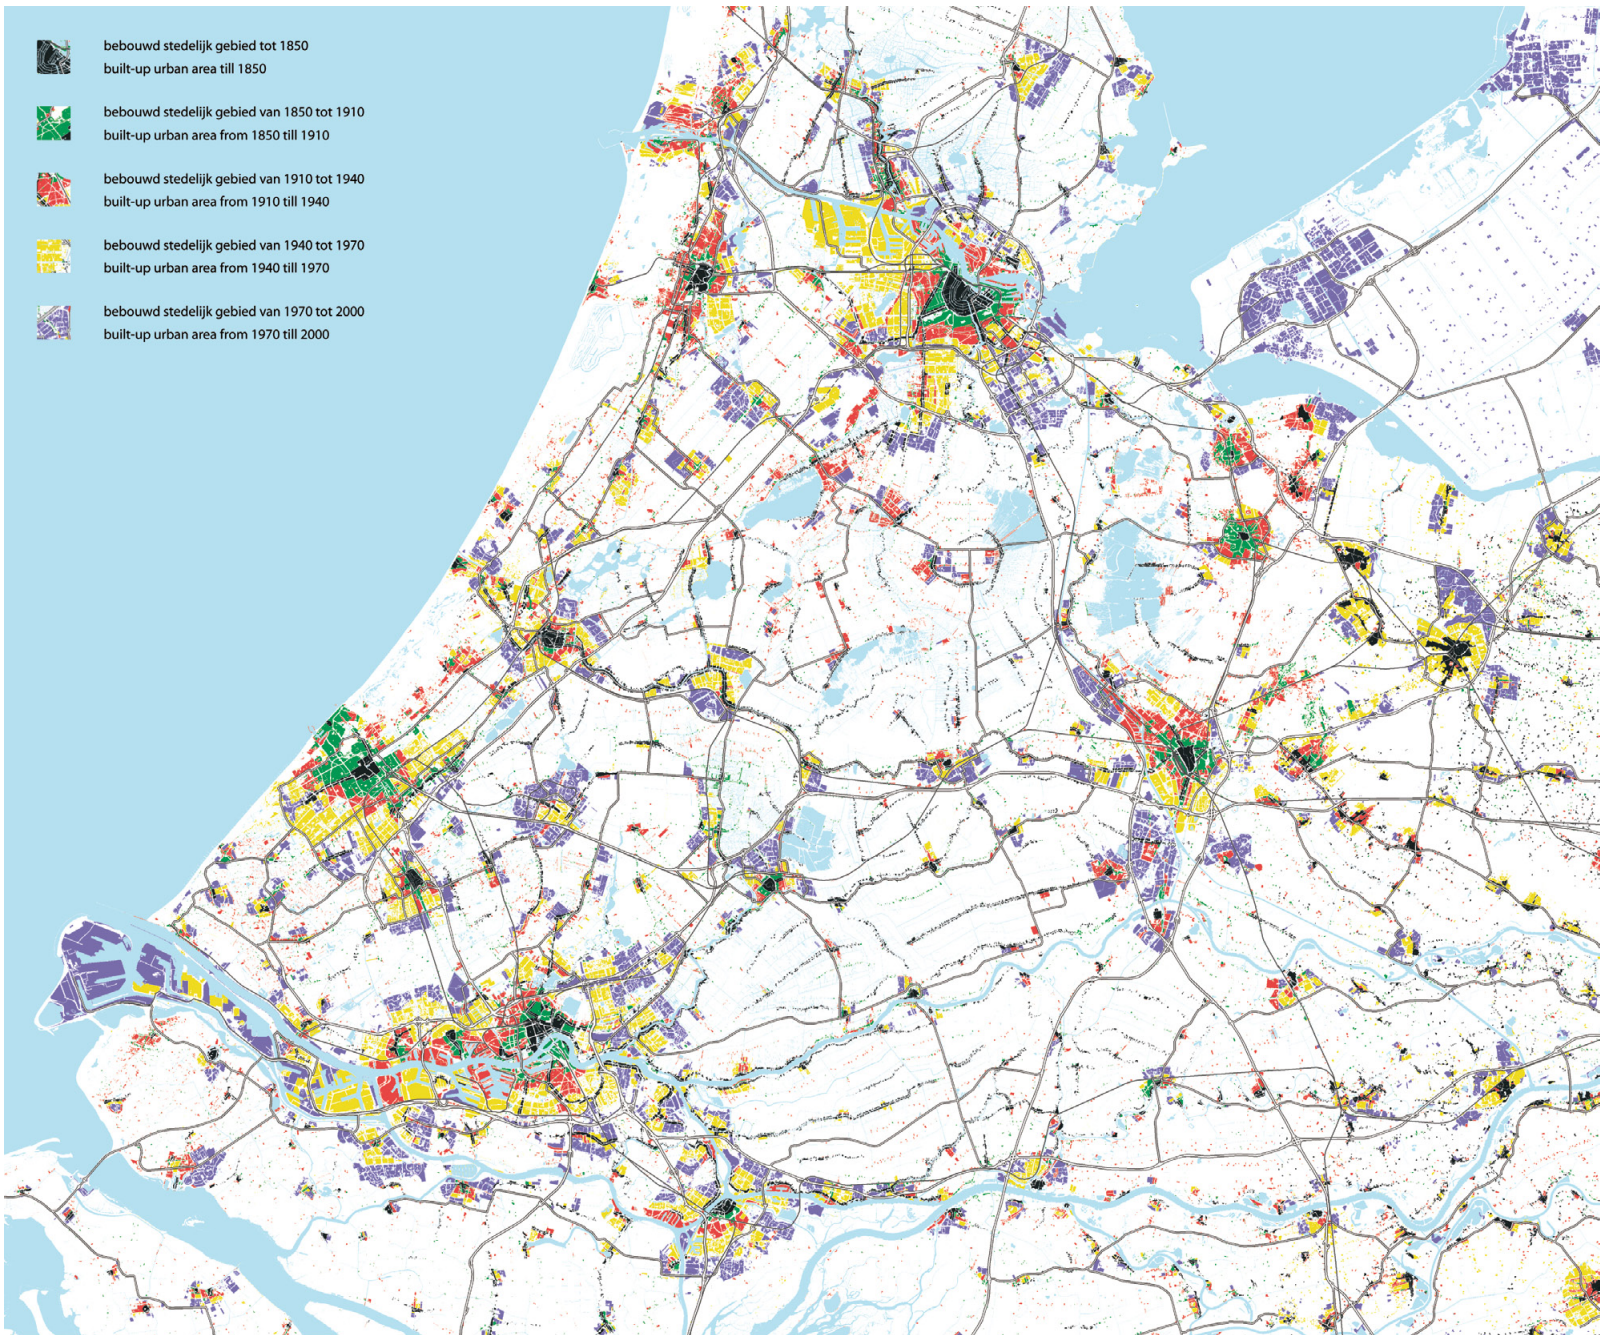 bebouwd stedelijk gebied tot 1850
built-up urban area till 1850
bebouwd stedelijk gebied van 1850 tot 1910
built-up urban area from 1850 till 1910
bebouwd stedelijk gebied van 1910 tot 1940
built-up urban area from 1910 till 1940
bebouwd stedelijk gebied van 1940 tot 1970
built-up urban area from 1940 till 1970
bebouwd stedelijk gebied van 1970 tot 2000
built-up urban area from 1970 till 2000